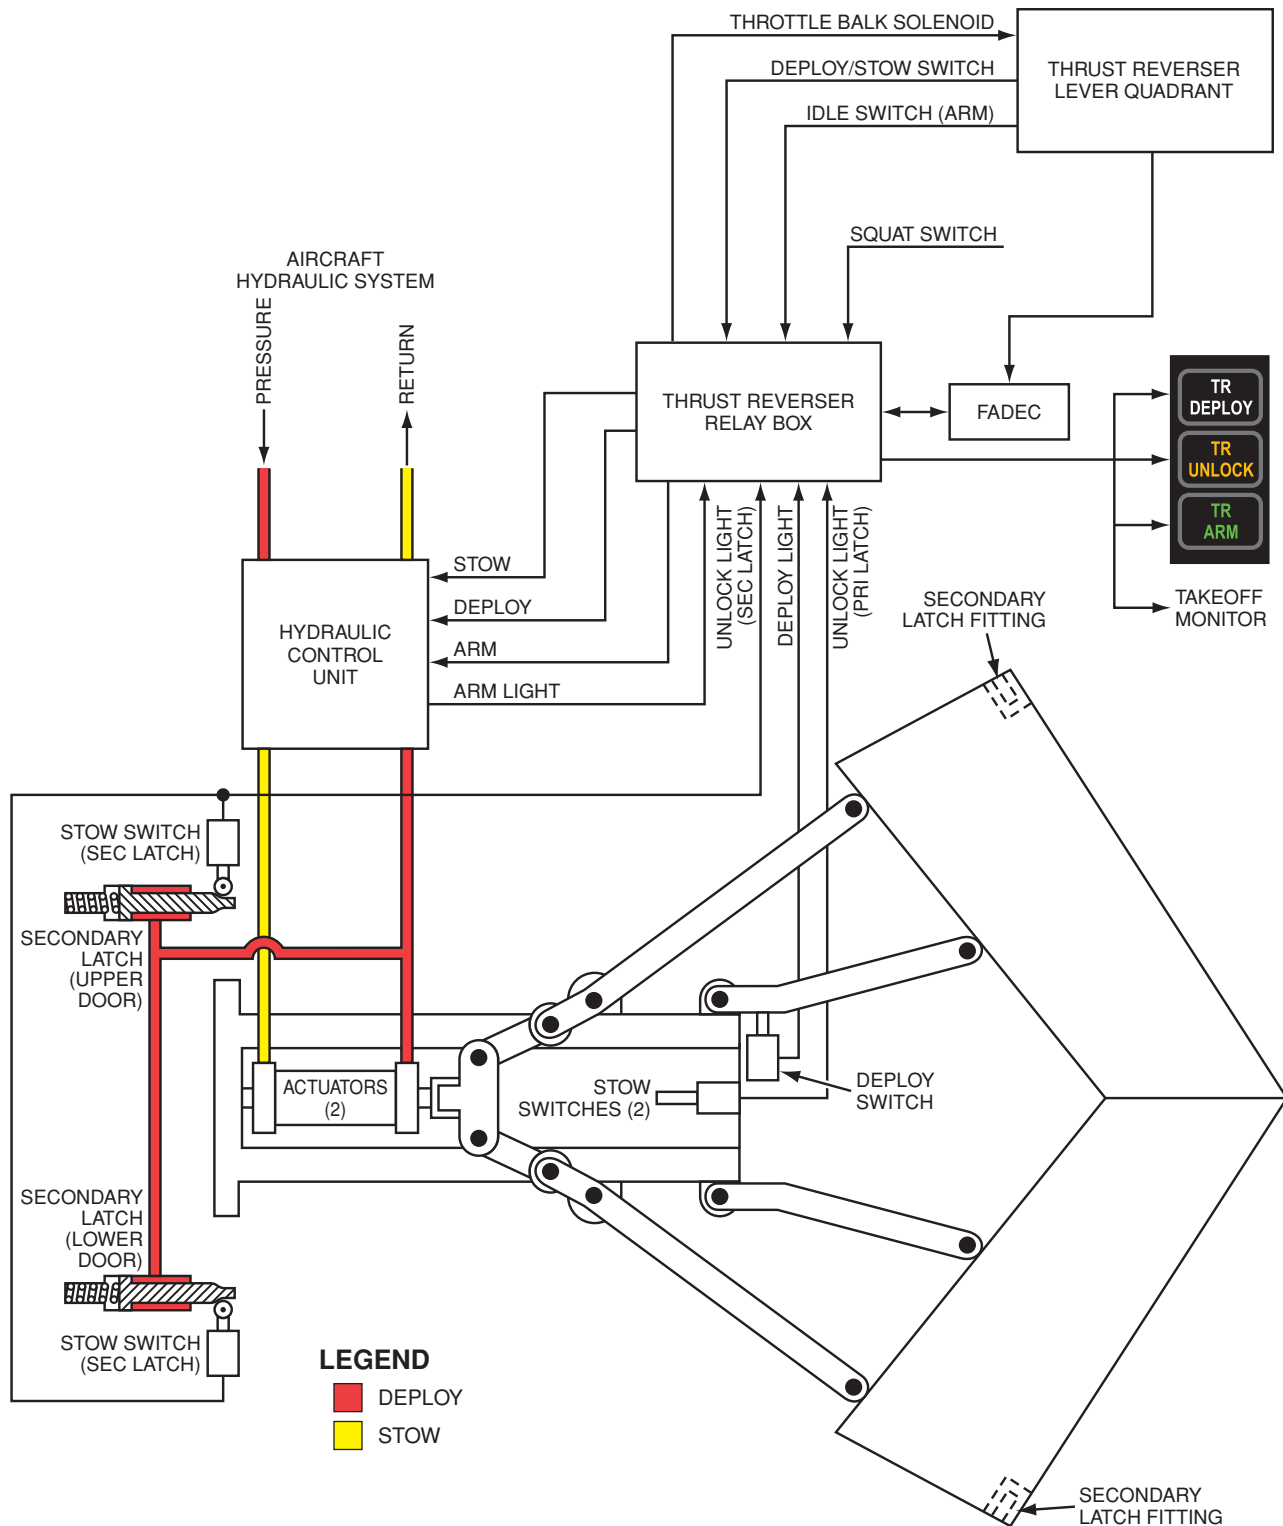 THROTTLE BALK SOLENOID
DEPLOY/STOW SWITCH
IDLE SWITCH (ARM)
THRUST REVERSER
LEVER QUADRANT
SQUAT SWITCH
AIRCRAFT
HYDRAULIC SYSTEM
PRESSURE
RETURN
THRUST REVERSER
RELAY BOX
FADEC
TR
DEPLOY
TR
UNLOCK
TR
ARM
TAKEOFF
MONITOR
STOW
DEPLOY
ARM
ARM LIGHT
HYDRAULIC
CONTROL
UNIT
UNLOCK LIGHT
(SEC LATCH)
DEPLOY LIGHT
UNLOCK LIGHT
(PRI LATCH)
SECONDARY
LATCH FITTING
STOW SWITCH
(SEC LATCH)
SECONDARY
LATCH
(UPPER
DOOR)
ACTUATORS
(2)
STOW
SWITCHES (2)
DEPLOY
SWITCH
SECONDARY
LATCH
(LOWER
DOOR)
STOW SWITCH
(SEC LATCH)
LEGEND
DEPLOY
STOW
SECONDARY
LATCH FITTING